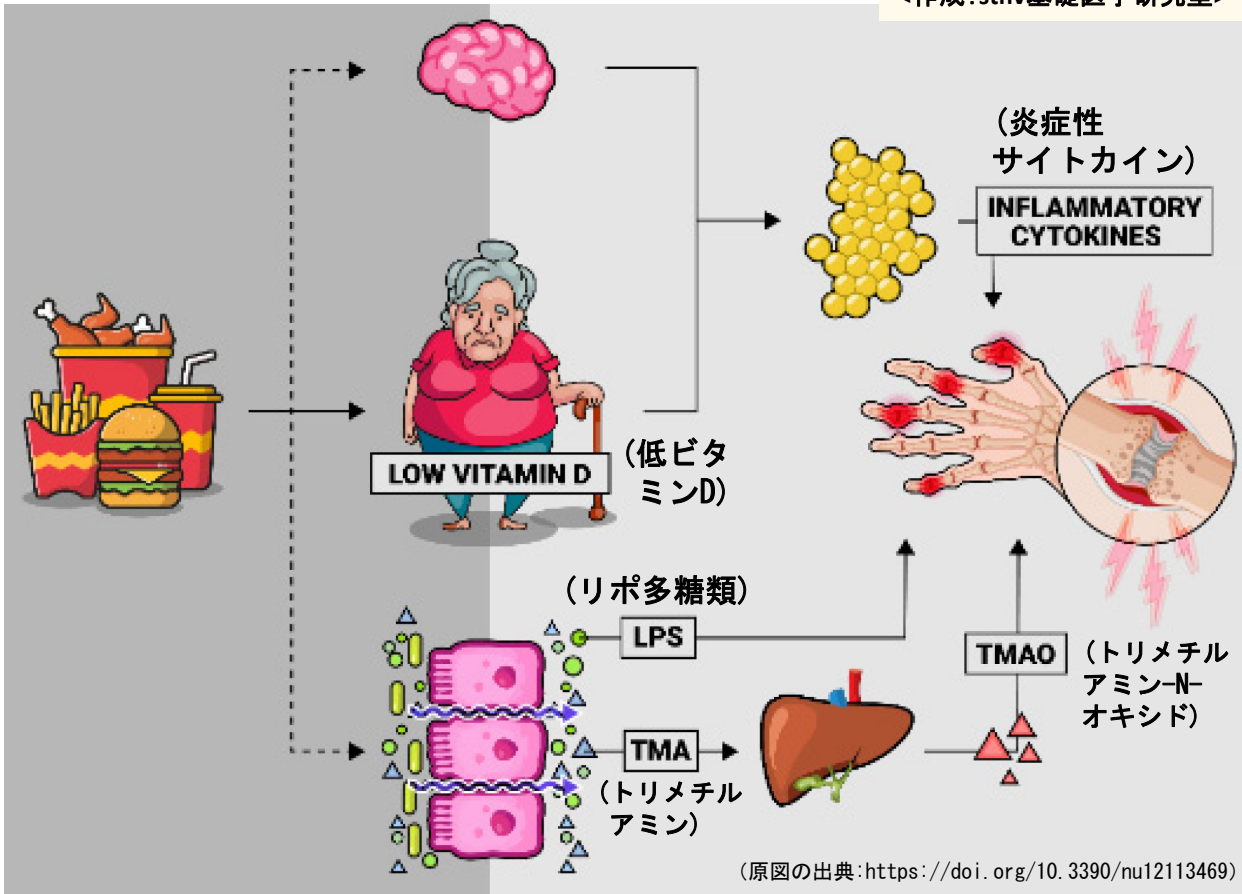 (炎症性
サイトカイン)
INFLAMMATORY
CYTOKINES
LOW VITAMIN D
(低ビタ
ミンD)
(リポ多糖類)
LPS
TMAO
(トリメチル
アミン-N-
オキシド)
TMA
(トリメチル
アミン)
(原図の出典:https://doi.org/10.3390/nu12113469)